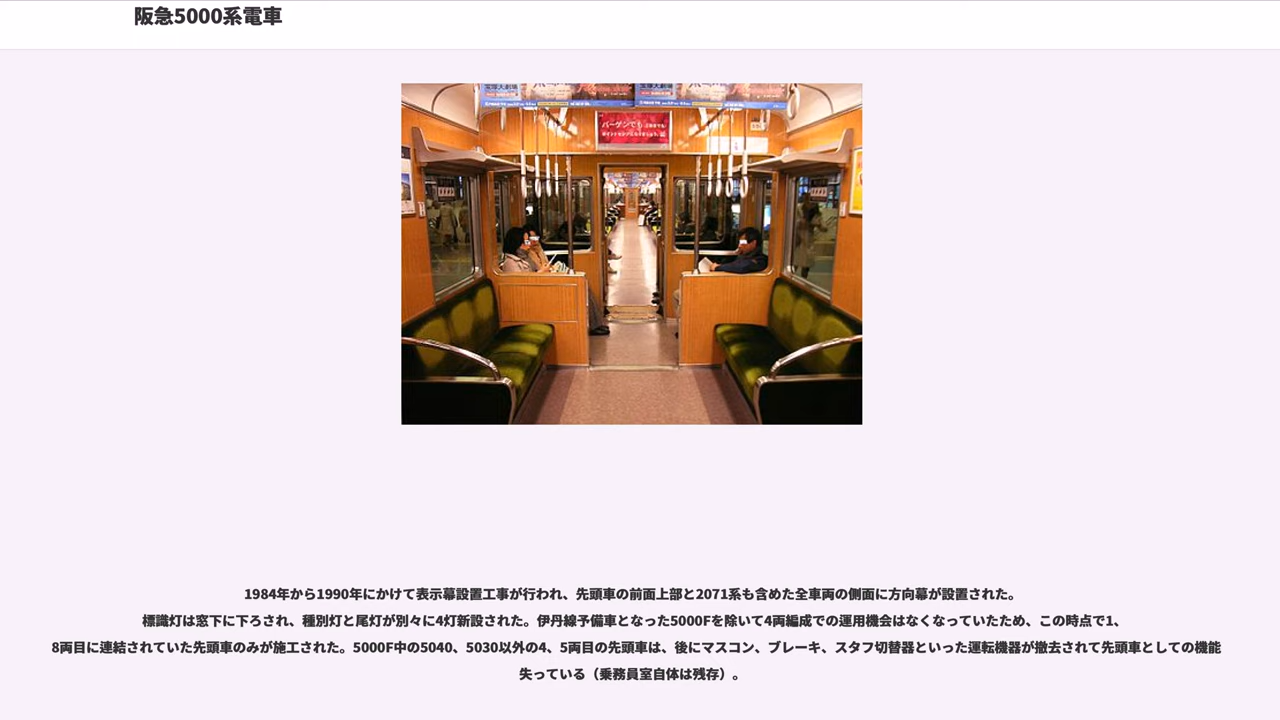 阪急5000系電車
宝塚大劇場
バーゲンでも
1984年から1990年にかけて表示幕設置工事が行われ、先頭車の前面上部と2071系も含めた全車両の側面に方向幕が設置された。
標識灯は窓下に下ろされ、種別灯と尾灯が別々に4灯新設された。伊丹線予備車となった5000Fを除いて4両編成での運用機会はなくなっていたため、この時点で1、
8両目に連結されていた先頭車のみが施工された。5000F中の5040、5030以外の4、5両目の先頭車は、後にマスコン、ブレーキ、スタフ切替器といった運転機器が撤去されて先頭車としての機能
失っている（乗務員室自体は残存）。